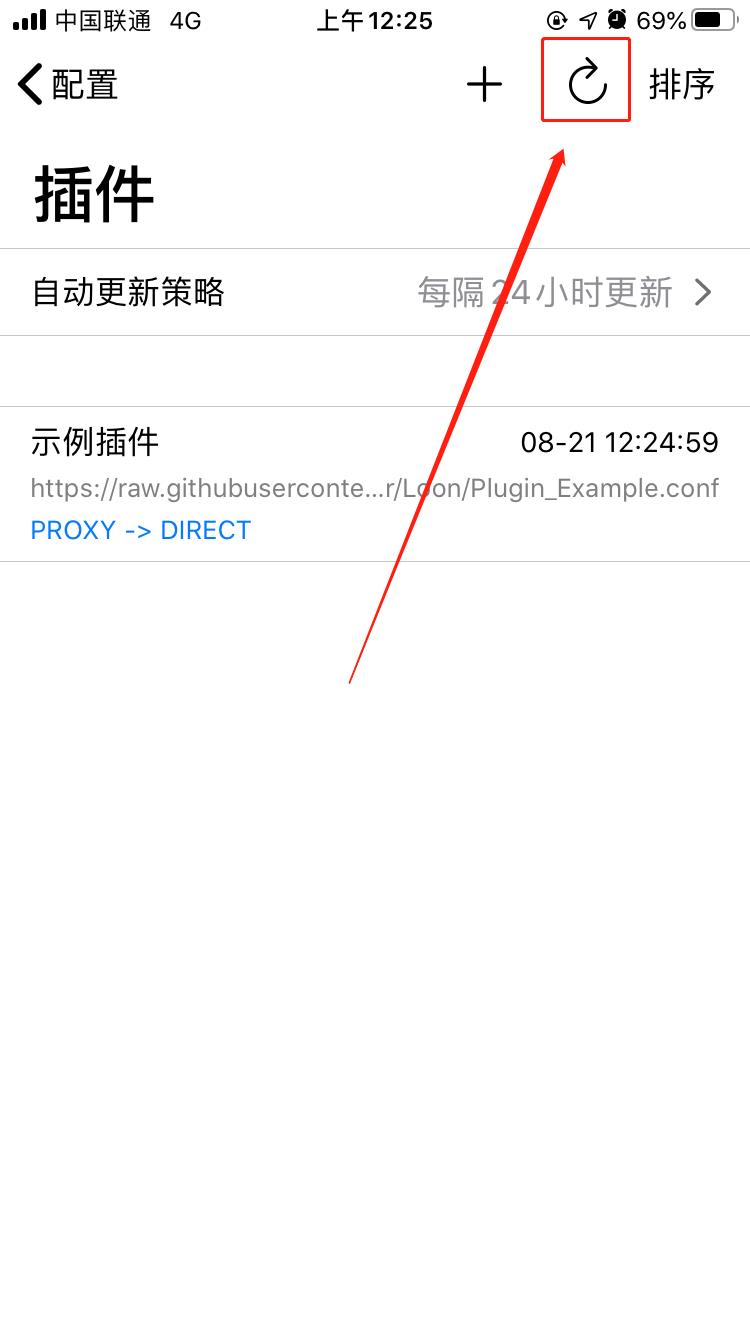 中国联通 4G 上午12:25 69%
配置 排序
插件
自动更新策略 每隔24小时更新
示例插件 08-21 12:24:59
https://raw.githubuserconte...r/Loon/Plugin_Example.conf
PROXY -> DIRECT